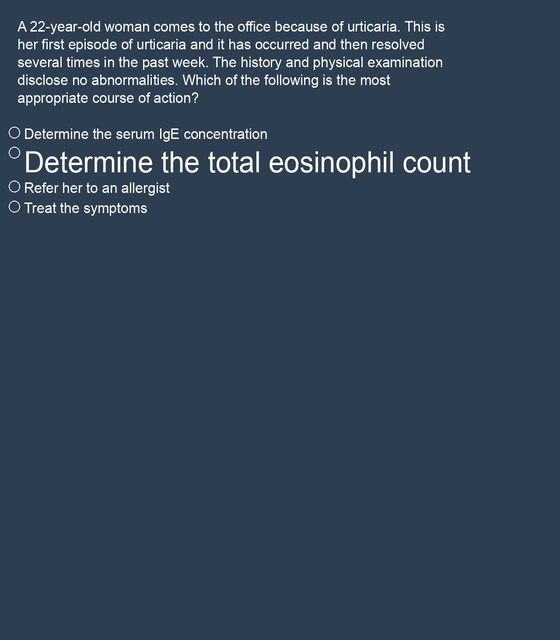 A 22-year-old woman comes to the office because of urticaria. This is
her first episode of urticaria and it has occurred and then resolved
several times in the past week. The history and physical examination
disclose no abnormalities. Which of the following is the most
appropriate course of action?
Determine the serum IgE concentration
Determine the total eosinophil count
Refer her to an allergist
Treat the symptoms